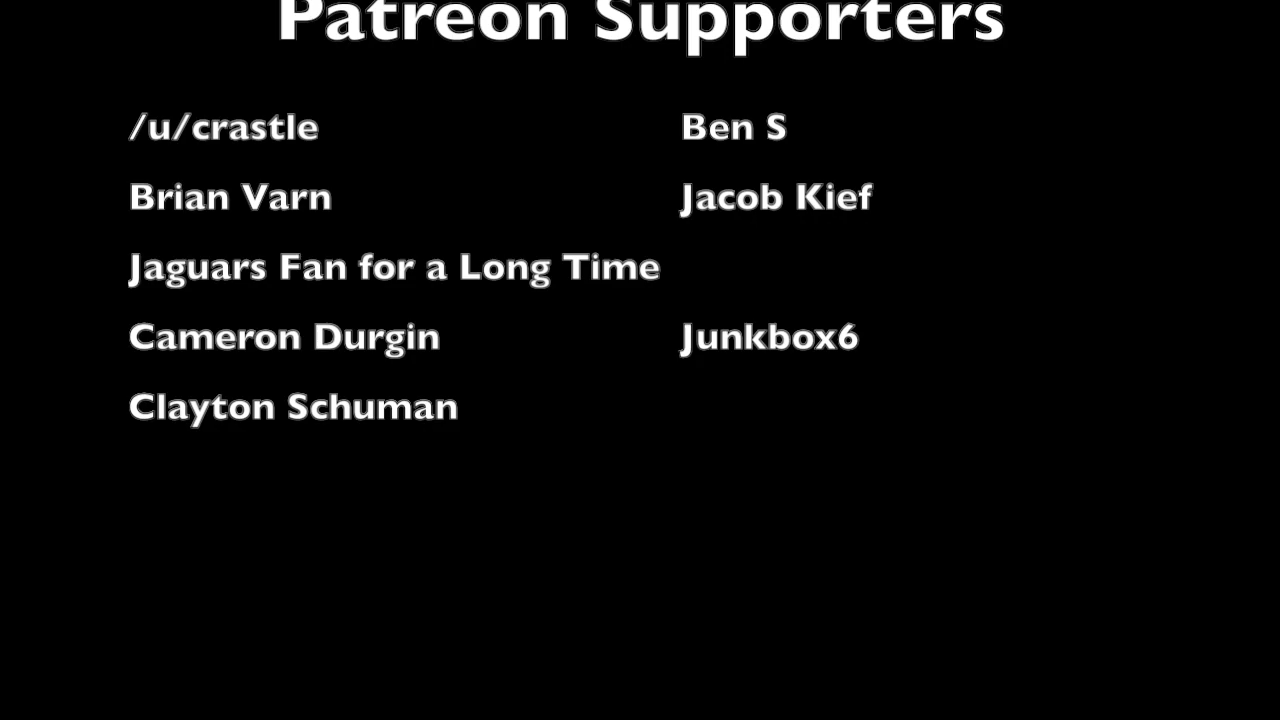 Patreon Supporters
/u/crastle Ben S
Brian Varn Jacob Kief
Jaguars Fan for a Long Time
Cameron Durgin Junkbox6
Clayton Schuman